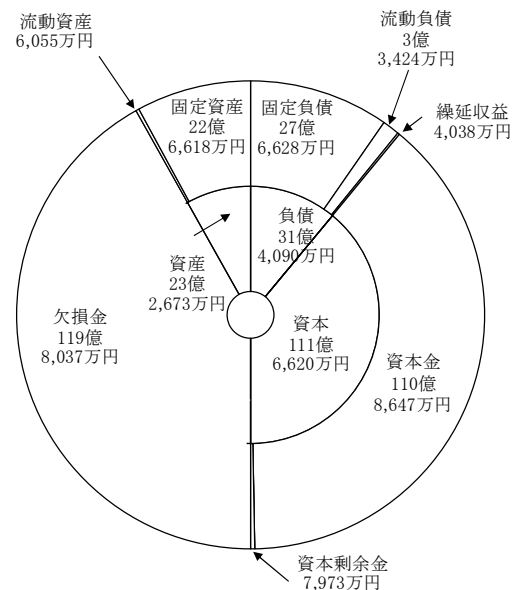 流動資産
6,055万円
流動負債
3億
3,424万円
繰延収益
4,038万円
固定資産
22億
6,618万円
固定負債
27億
6,628万円
負債
31億
4,090万円
資産
23億
2,673万円
欠損金
119億
8,037万円
資本
111億
6,620万円
資本金
110億
8,647万円
資本剰余金
7,973万円